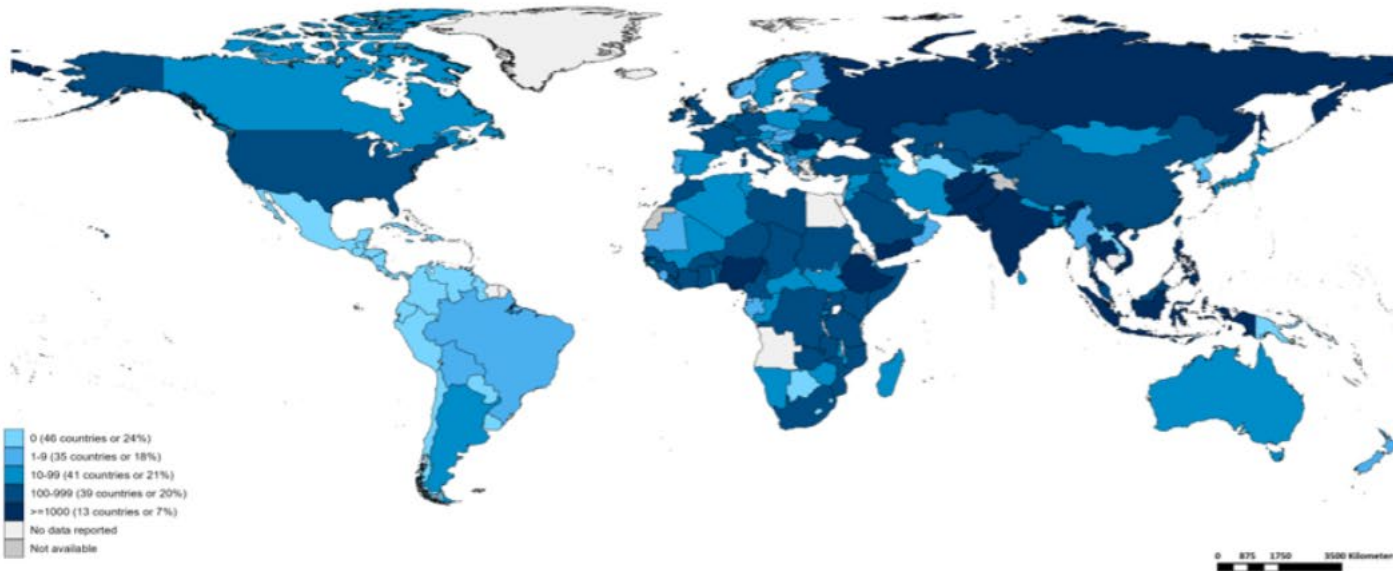 0 (46 countries or 24%)
1-9 (35 countries or 18%)
10-99 (41 countries or 21%)
100-999 (39 countries or 20%)
>=1000 (13 countries or 7%)
No data reported
Not available
0 875 1750 3500 Kilometer